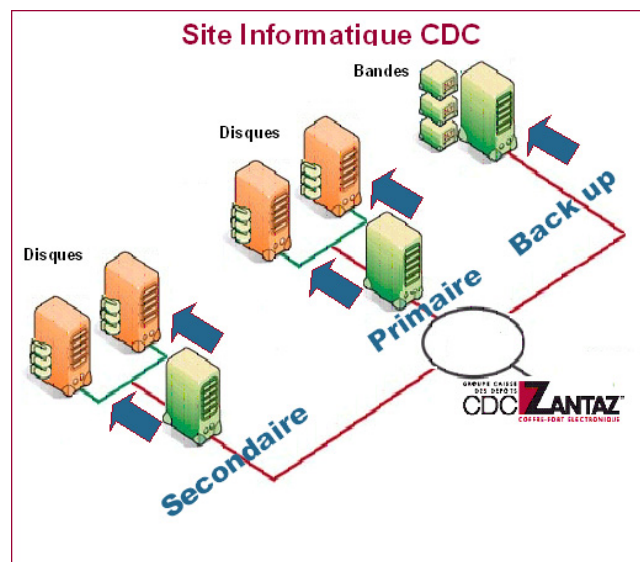 Site Informatique CDC
Bandes
Disques
Back up
Disques
Primaire
GROUPE CAISSE
DES DÉPÔTS
CDC ZANTAZ
COFFRE-FORT ÉLECTRONIQUE
Secondaire